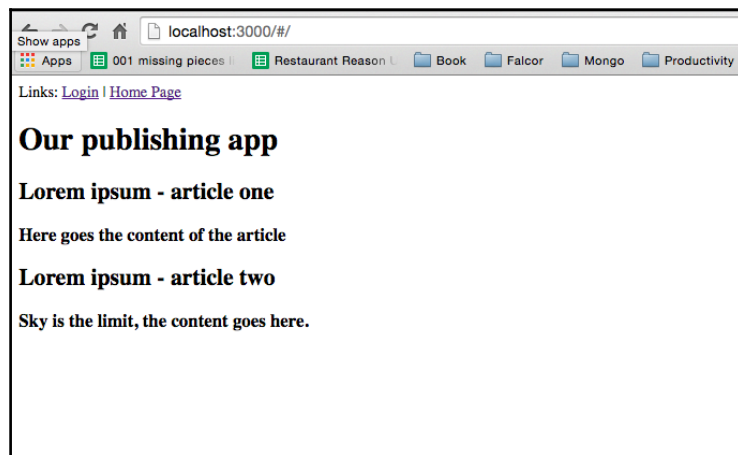 localhost:3000/#/
Show apps
Apps 001 missing pieces Restaurant Reason Book Falcor Mongo Productivity
Links: Login | Home Page
Our publishing app
Lorem ipsum - article one
Here goes the content of the article
Lorem ipsum - article two
Sky is the limit, the content goes here.